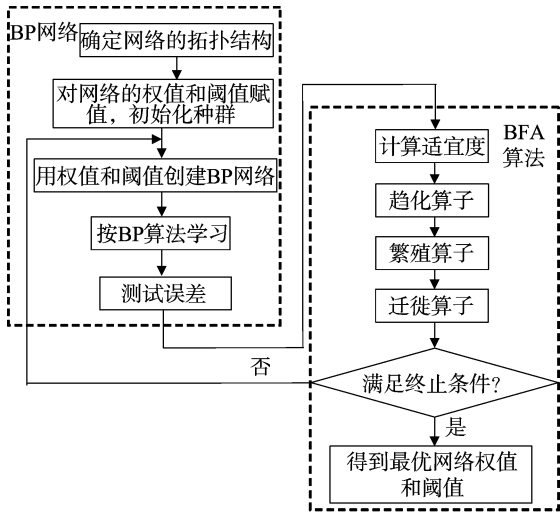 BP网络
确定网络的拓扑结构
对网络的权值和阈值赋
值，初始化种群
用权值和阈值创建BP网络
按BP算法学习
测试误差
BFA
算法
计算适宜度
趋化算子
繁殖算子
迁徙算子
满足终止条件?
否
是
得到最优网络权值
和阈值